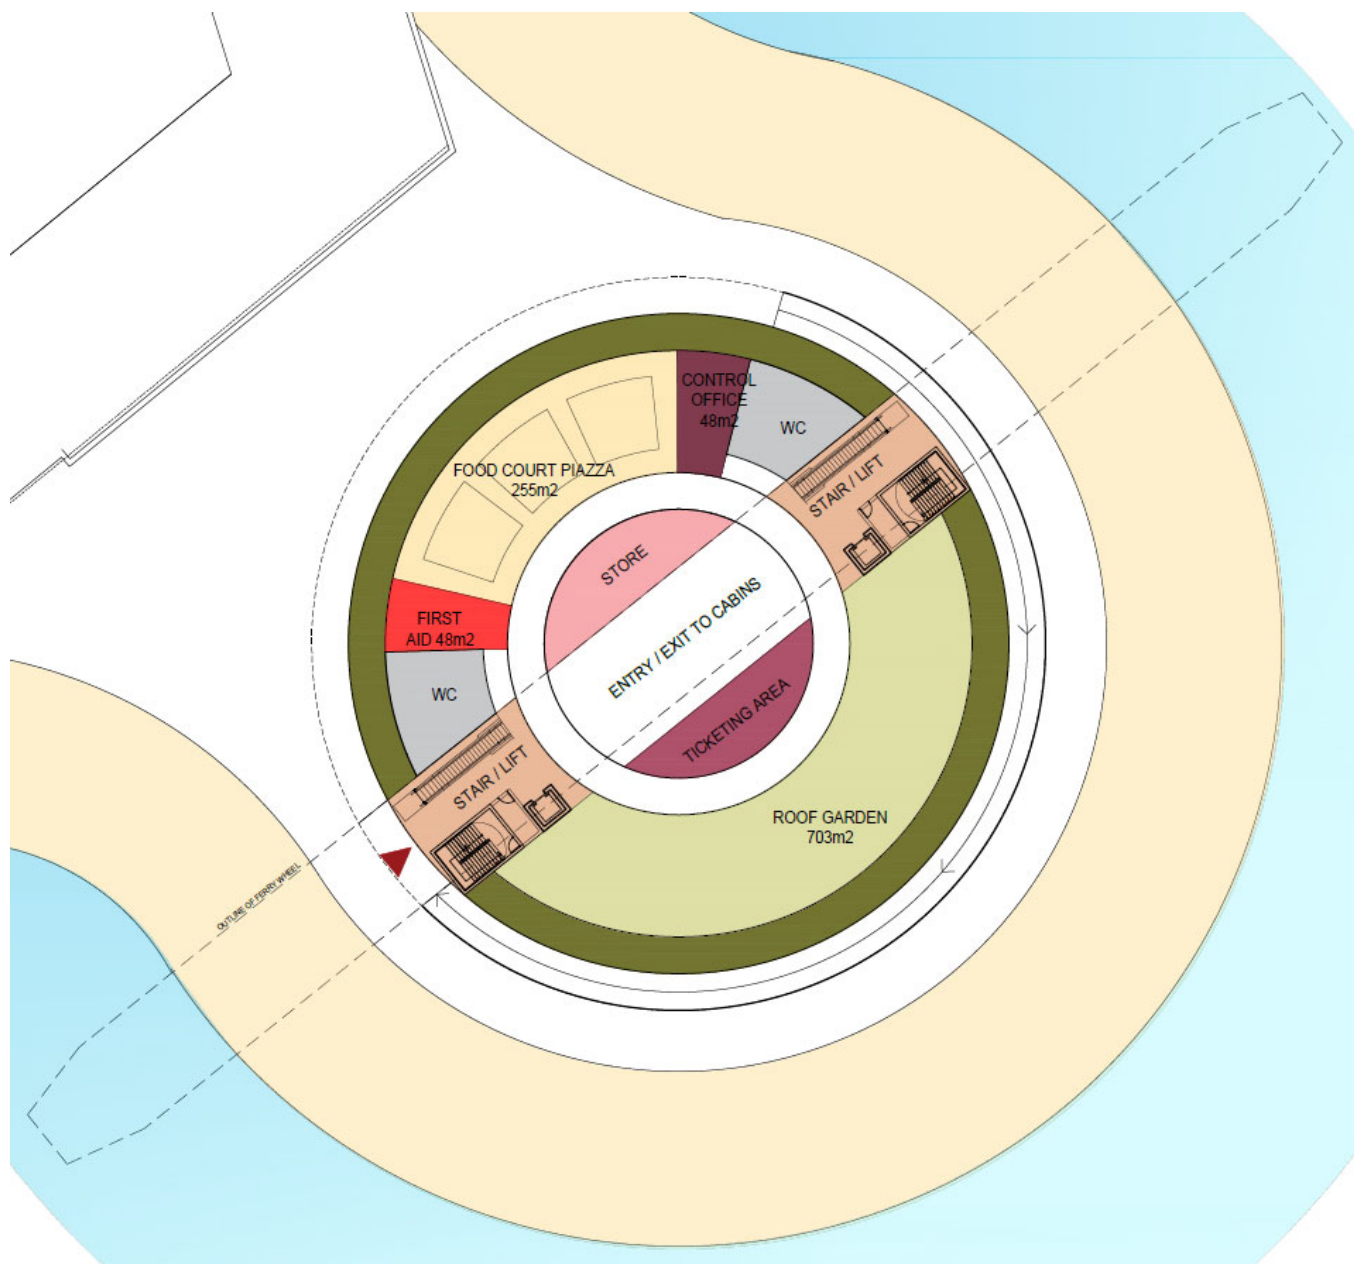 CONTROL
OFFICE
48m2
WC
FOOD COURT PIAZZA
255m2
STAIR / LIFT
STORE
ENTRY / EXIT TO CABINS
FIRST
AID 48m2
WC
TICKETING AREA
STAIR / LIFT
ROOF GARDEN
703m2
OUTLINE OF FERRY WHEEL